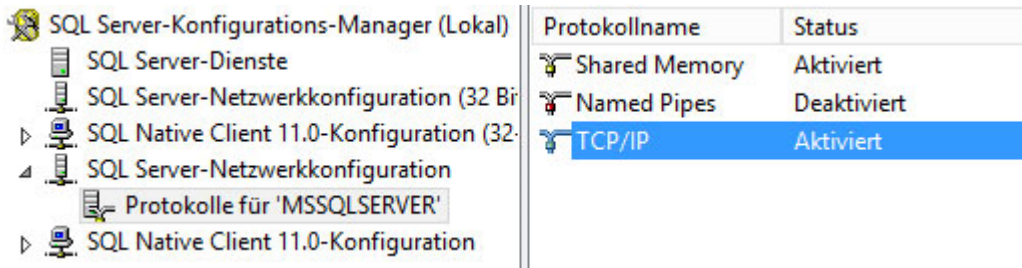 SQL Server-Konfigurations-Manager (Lokal)
SQL Server-Dienste
SQL Server-Netzwerkkonfiguration (32 Bi
SQL Native Client 11.0-Konfiguration (32-
SQL Server-Netzwerkkonfiguration
Protokolle für 'MSSQLSERVER'
SQL Native Client 11.0-Konfiguration
Protokollname Status
Shared Memory Aktiviert
Named Pipes Deaktiviert
TCP/IP Aktiviert